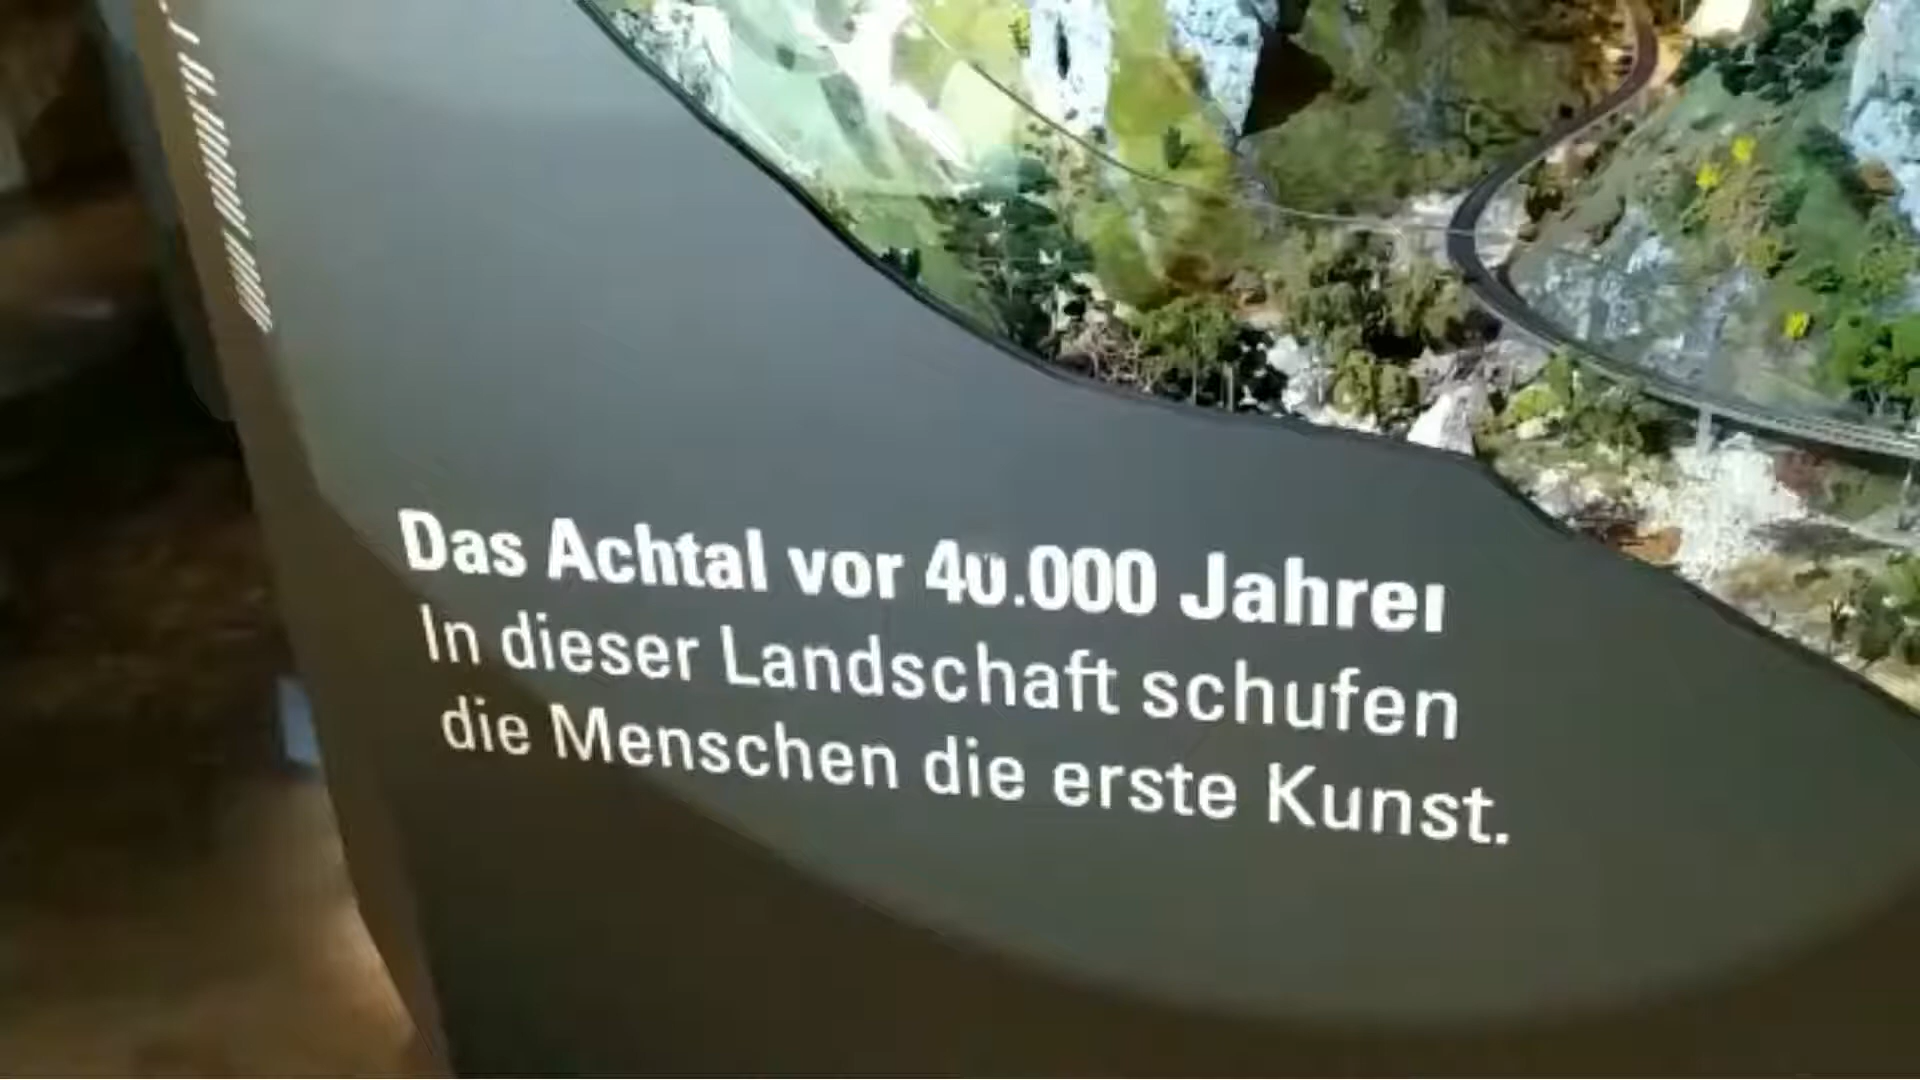 Das Achtal vor 40.000 Jahren
In dieser Landschaft schufen
die Menschen die erste Kunst.